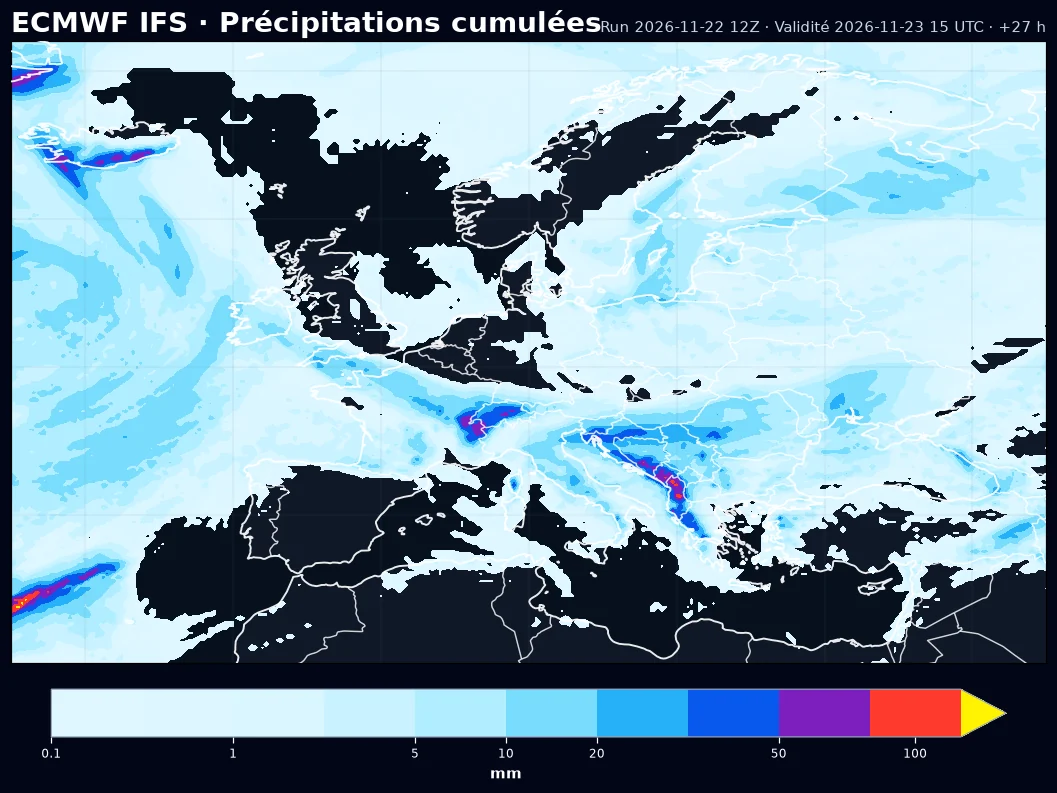 ECMWF IFS · Précipitations cumulées
Run 2026-11-22 12Z · Validité 2026-11-23 15 UTC · +27 h
0.1 1 5 10 20 50 100
mm